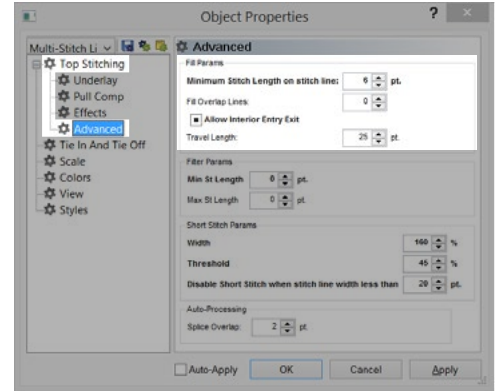 Object Properties
?
Multi-Stitch Li
Top Stitching
Underlay
Pull Comp
Effects
Advanced
Tie In And Tie Off
Scale
Colors
View
Styles
Advanced
Fill Params
Minimum Stitch Length on stitch line: 6 pt.
Fill Overlap Lines: 0
Allow Interior Entry Exit
Travel Length: 25 pt.
Filter Params
Min St Length 0 pt.
Max St Length 0 pt.
Short Stitch Params
Width 160 %
Threshold 45 %
Disable Short Stitch when stitch line width less than 20 pt.
Auto-Processing
Splice Overlap: 2 pt.
Auto-Apply OK Cancel Apply